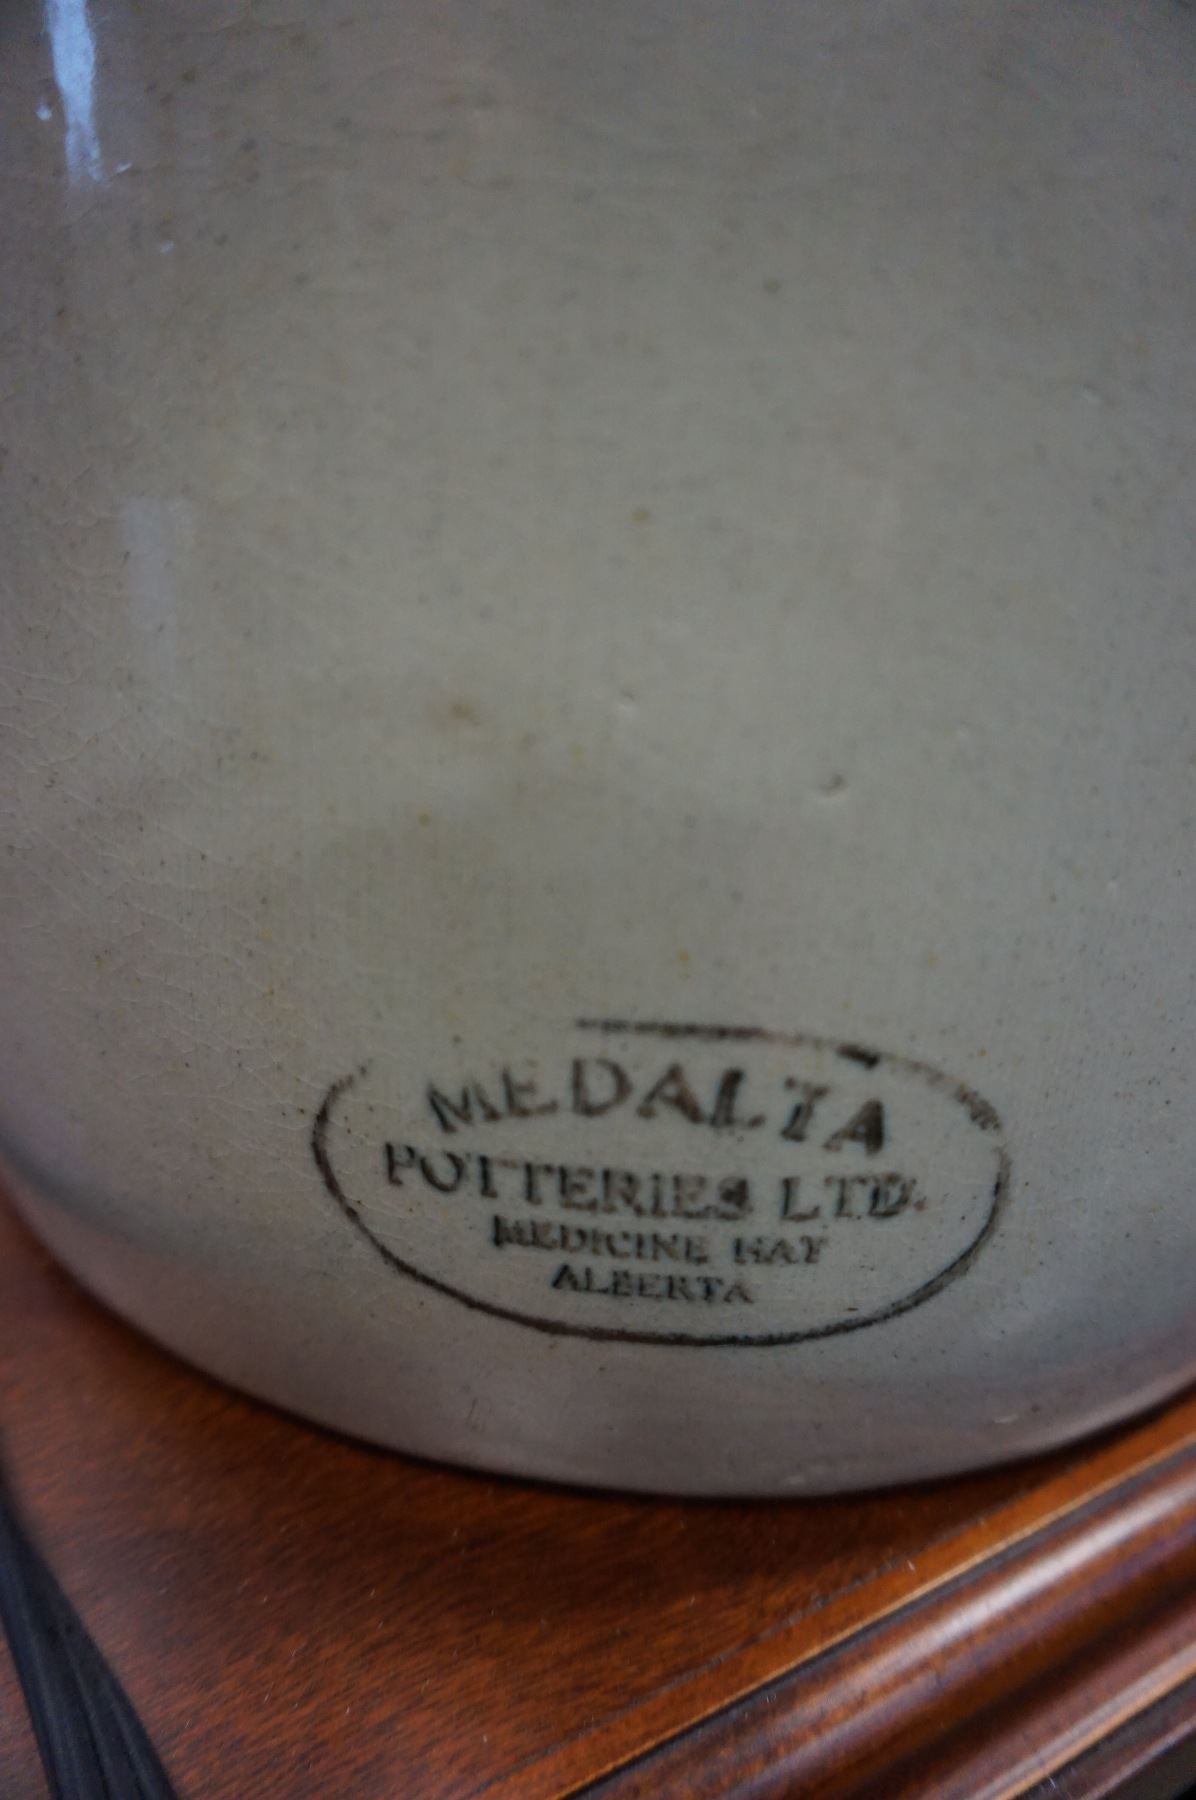 MEDALTA
POTTERIES LTD.
MEDICINE HAT
ALBERTA